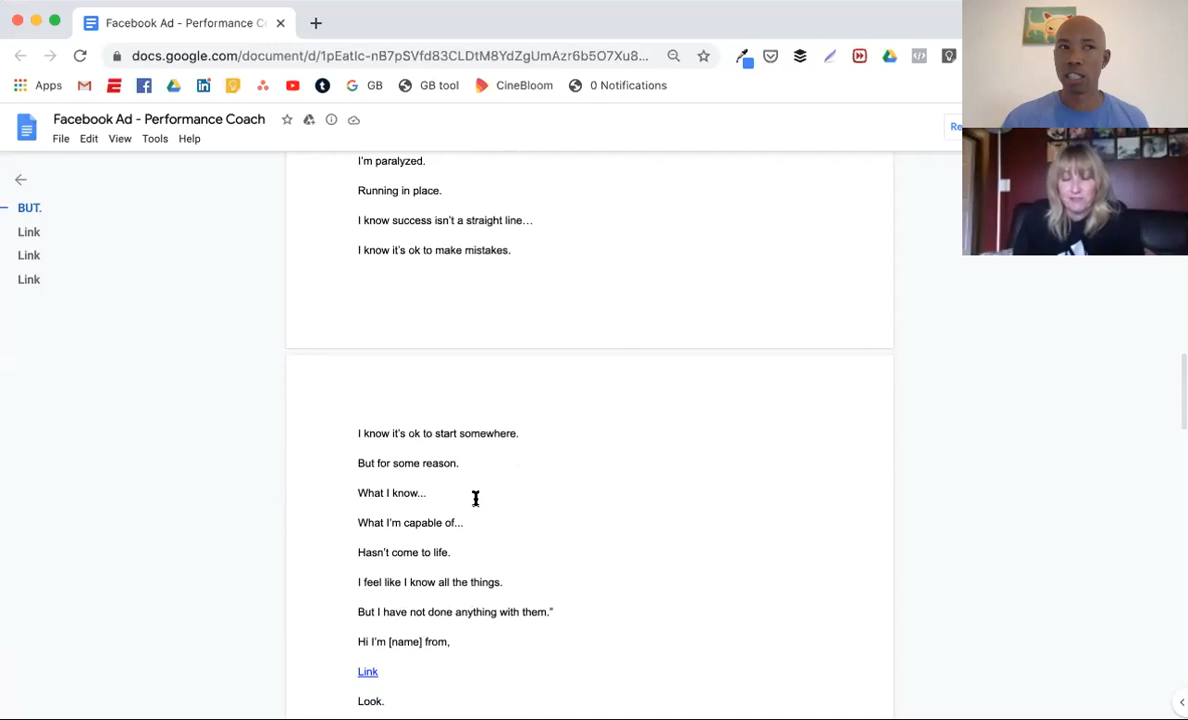 Facebook Ad - Performance C
docs.google.com/document/d/1pEatlc-nB7pSVfd83CLDtM8YdZgUmAzr6b5O7Xu8...
Apps GB GB tool CineBloom 0 Notifications
Facebook Ad - Performance Coach
File Edit View Tools Help
Re
BUT.
Link
Link
Link
I'm paralyzed.
Running in place.
I know success isn't a straight line…
I know it's ok to make mistakes.
I know it's ok to start somewhere.
But for some reason.
What I know...
What I'm capable of...
Hasn't come to life.
I feel like I know all the things.
But I have not done anything with them."
Hi I'm [name] from,
Link
Look.